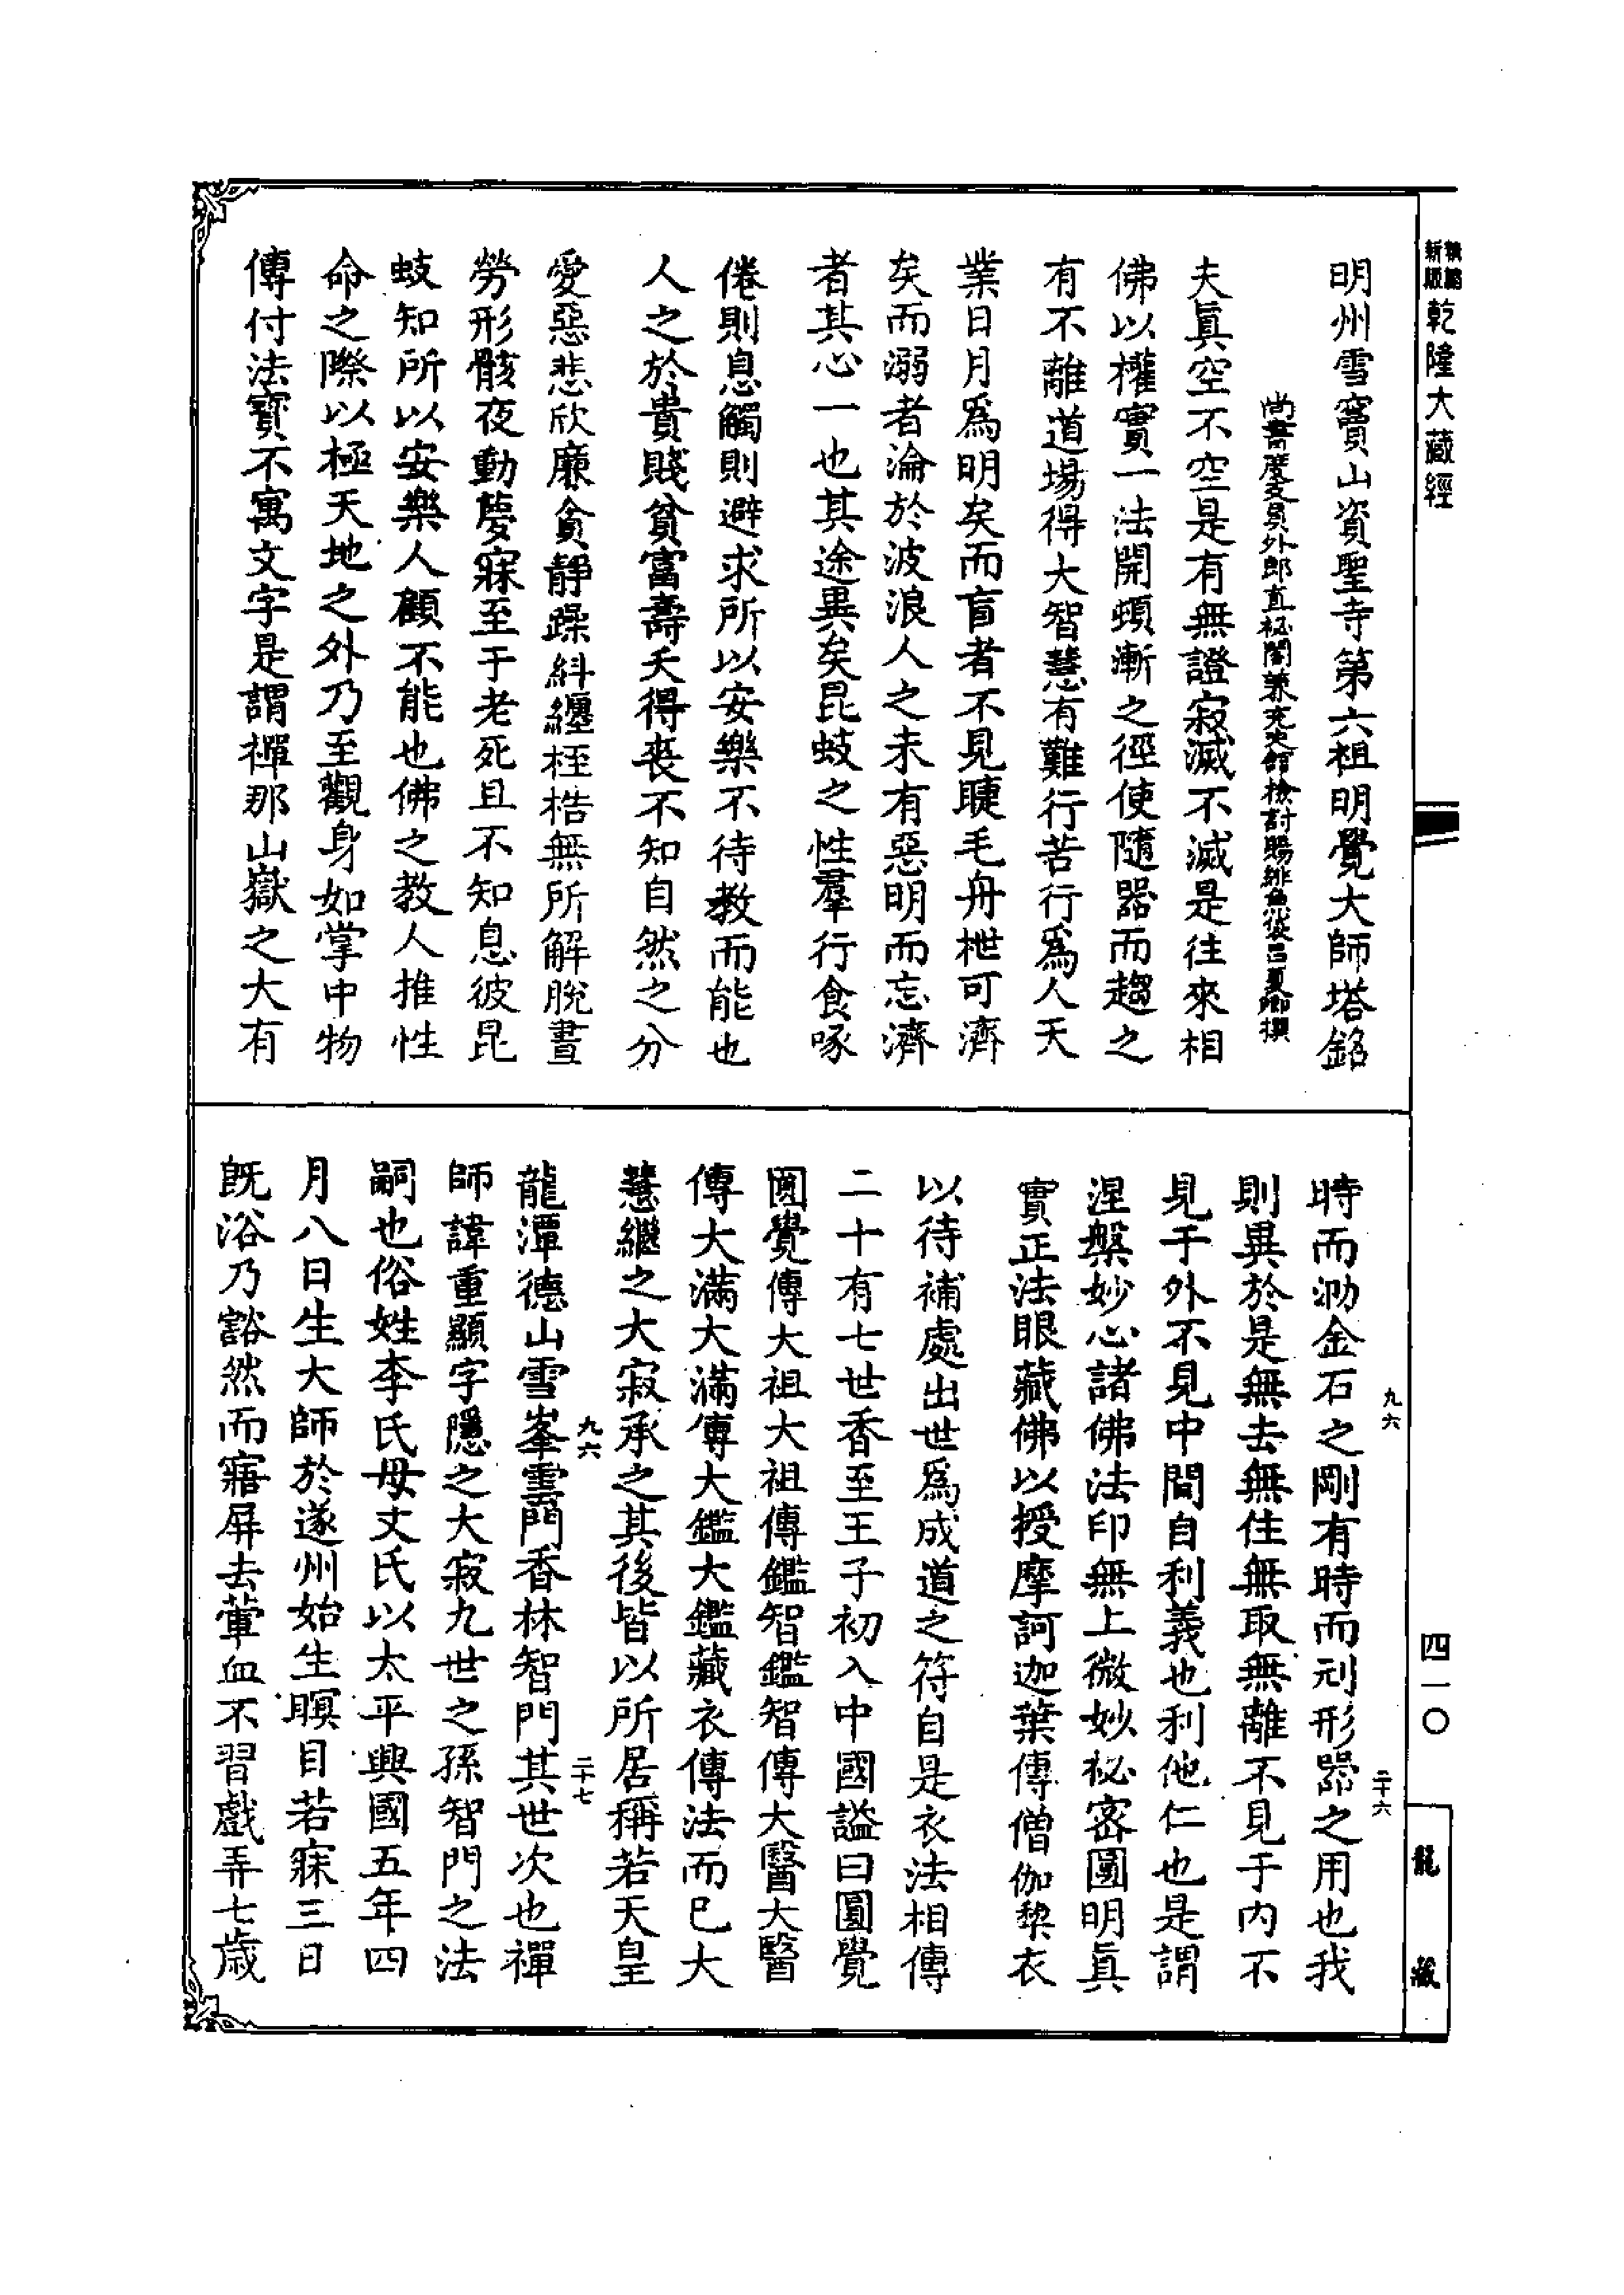 新版
乾隆大藏經
四一〇
龍藏
明州雪竇山資聖寺第六祖明覺大師塔銘
尚書度支員外郎直祕閣兼充史館檢討賜緋魚袋呂夏卿撰
夫眞空不空是有無證寂滅不滅是往來相
佛以權實一法開頓漸之徑使隨器而趨之
有不離道場得大智慧有難行苦行爲人天
業日月爲明矣而盲者不見睫毛舟枻可濟
矣而溺者淪於波浪人之未有惡明而忘濟
者其心一也其途異矣昆蚑之性羣行食啄
倦則息觸則避求所以安樂不待教而能也
人之於貴賤貧富壽夭得丧不知自然之分
愛惡悲欣廉貪靜躁糾纏桎梏無所解脫晝
勞形骸夜動夢寐至于老死且不知息彼昆
蚑知所以安樂人顧不能也佛之教人推性
命之際以極天地之外乃至觀身如掌中物
傳付法寶不寓文字是謂禪那山嶽之大有
時而泐金石之剛有時而刓形器之用也我
則異於是無去無住無取無離不見于內不
見于外不見中間自利義也利他仁也是謂
涅槃妙心諸佛法印無上微妙祕密圓明眞
實正法眼藏佛以授摩訶迦葉傳僧伽黎衣
以待補處出世爲成道之符自是衣法相傳
二十有七世香至王子初入中國謚曰圓覺
圓覺傳大祖大祖傳鑑智鑑智傳大醫大醫
傳大滿大滿傳大鑑大鑑藏衣傳法而已大
慧繼之大寂承之其後皆以所居稱若天皇
龍潭德山雪峯雲門香林智門其世次也禪
師諱重顯字隱之大寂九世之孫智門之法
嗣也俗姓李氏母文氏以太平興國五年四
月八日生大師於遂州始生瞑目若寐三日
旣浴乃豁然而寤屏去葷血不習戲弄七歲
九六
二十六
九六
二十七